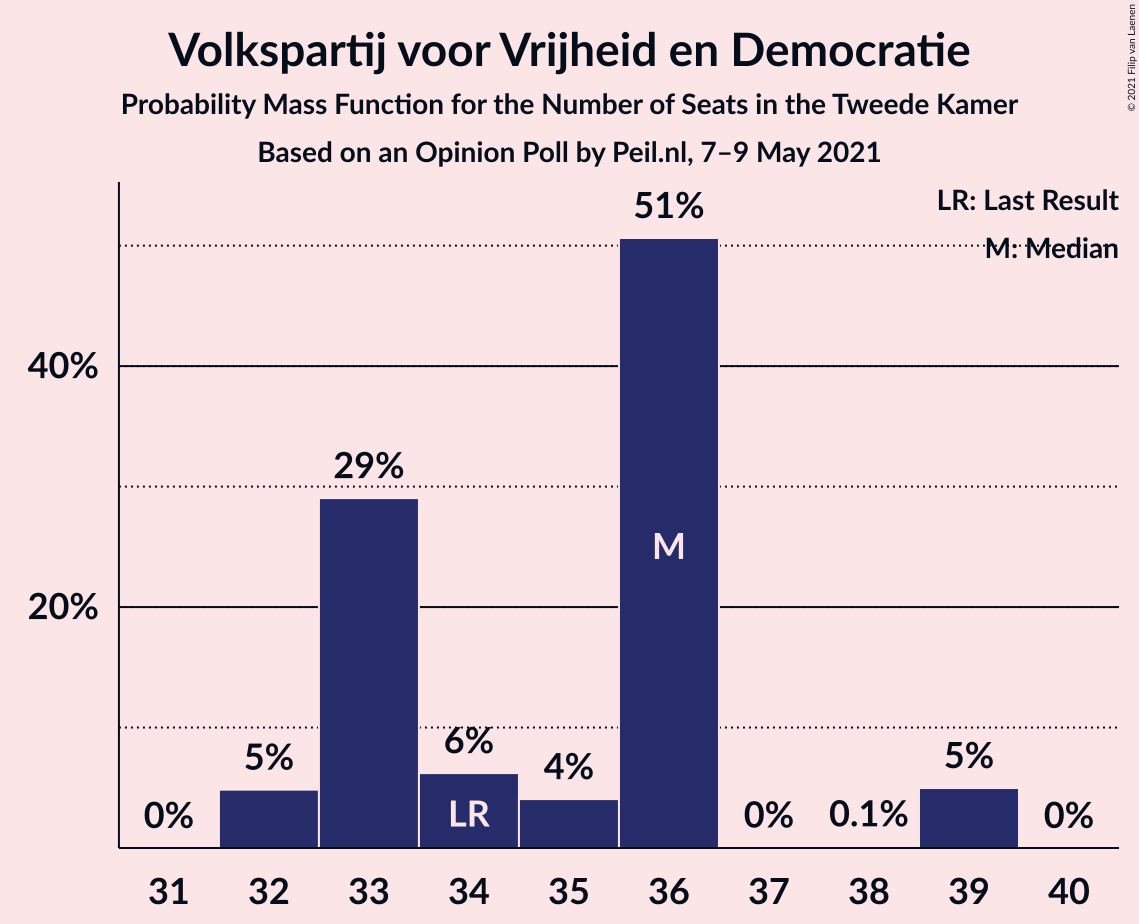 Volkspartij voor Vrijheid en Democratie
Probability Mass Function for the Number of Seats in the Tweede Kamer
Based on an Opinion Poll by Peil.nl, 7–9 May 2021
© 2021 Filip van Laenen
LR: Last Result
M: Median
40%
20%
0%
5%
29%
6%
4%
51%
0%
0.1%
5%
0%
LR
M
31 32 33 34 35 36 37 38 39 40